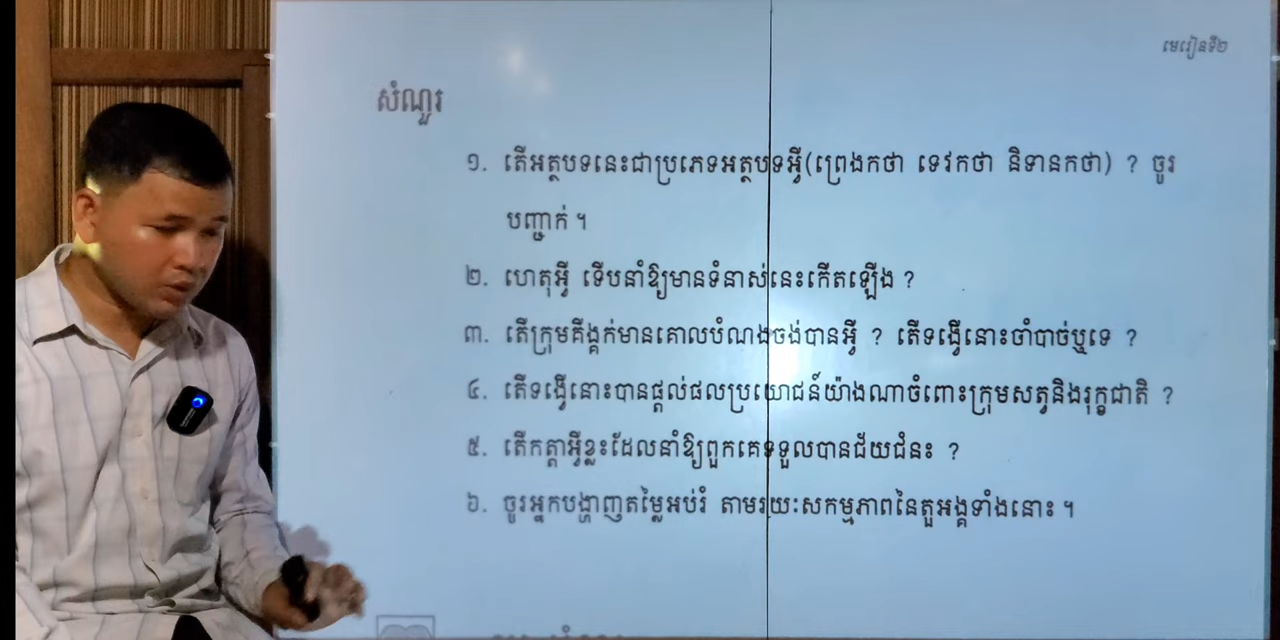 មេរៀនទី២
សំណួរ
១. តើអត្ថបទនេះជាប្រភេទអត្ថបទអ្វី(ព្រេងកថា ទេវកថា និទានកថា) ? ចូរ
បញ្ជាក់ ។
២. ហេតុអ្វី ទើបនាំឱ្យមានទំនាស់នេះកើតឡើង ?
៣. តើក្រុមគីង្គក់មានគោលបំណងចង់បានអ្វី ? តើទង្វើនោះចាំបាច់ឬទេ ?
៤. តើទង្វើនោះបានផ្តល់ផលប្រយោជន៍យ៉ាងណាចំពោះក្រុមសត្វនិងរុក្ខជាតិ ?
៥. តើកត្តាអ្វីខ្លះដែលនាំឱ្យពួកគេទទួលបានជ័យជំនះ ?
៦. ចូរអ្នកបង្ហាញតម្លៃអប់រំ តាមរយៈសកម្មភាពនៃតួអង្គទាំងនោះ ។